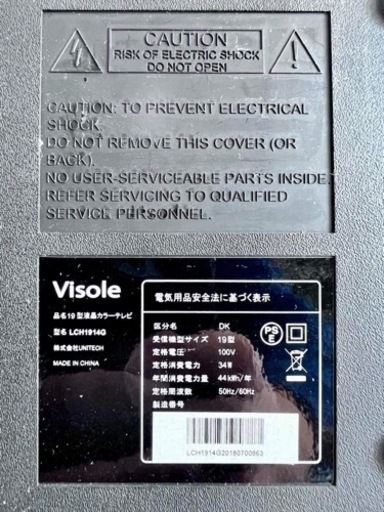 CAUTION
RISK OF ELECTRIC SHOCK
DO NOT OPEN
CAUTION: TO PREVENT ELECTRICAL
SHOCK
DO NOT REMOVE THIS COVER (OR
BACK).
NO USER-SERVICEABLE PARTS INSIDE.
REFER SERVICING TO QUALIFIED
SERVICE PERSONNEL.
Visole
品名 19 型液晶カラーテレビ
型名 LCH1914G
株式会社UNITECH
MADE IN CHINA
電気用品安全法に基づく表示
区分名 DK
受信機型サイズ 19型
定格電圧 100V
定格消費電力 34W
年間消費電力量 44kWh/年
定格周波数 50Hz/60Hz
製造番号
PS
E
LCH1914G20160700863